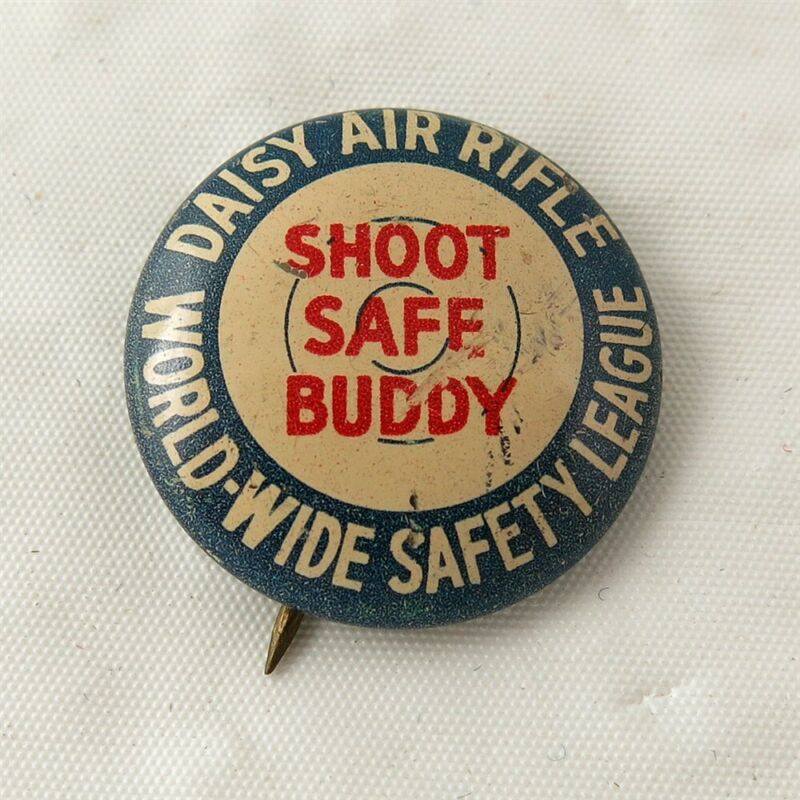 DAISY AIR RIFLE
SHOOT
SAFE
BUDDY
WORLD-WIDE SAFETY LEAGUE